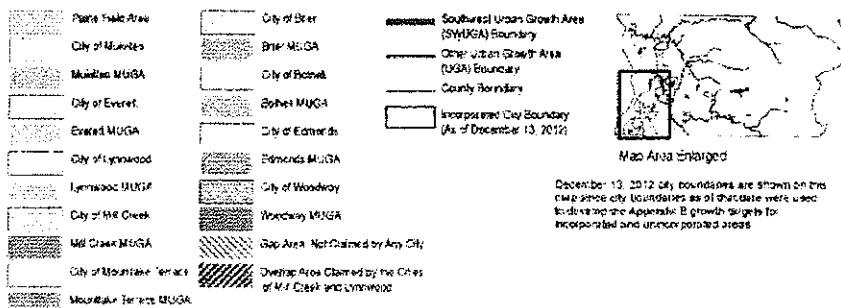 Paine Field Area
City of Mukilteo
Mukilteo MUGA
City of Everett
Everett MUGA
City of Lynnwood
Lynnwood MUGA
City of Mill Creek
Mill Creek MUGA
City of Mountlake Terrace
Mountlake Terrace MUGA
City of Brier
Brier MUGA
City of Bothell
Bothell MUGA
City of Edmonds
Edmonds MUGA
City of Woodway
Woodway MUGA
Gap Area: Not Claimed by Any City
Overlap Area Claimed by the Cities
of Mill Creek and Lynnwood
Southwest Urban Growth Area
(SWUGA) Boundary
Other Urban Growth Area
(UGA) Boundary
County Boundary
Incorporated City Boundary
(As of December 13, 2012)
Map Area Enlarged
December 13, 2012 city boundaries are shown on this
map since city boundaries as of that date were used
to develop the Appendix B growth targets for
incorporated and unincorporated areas